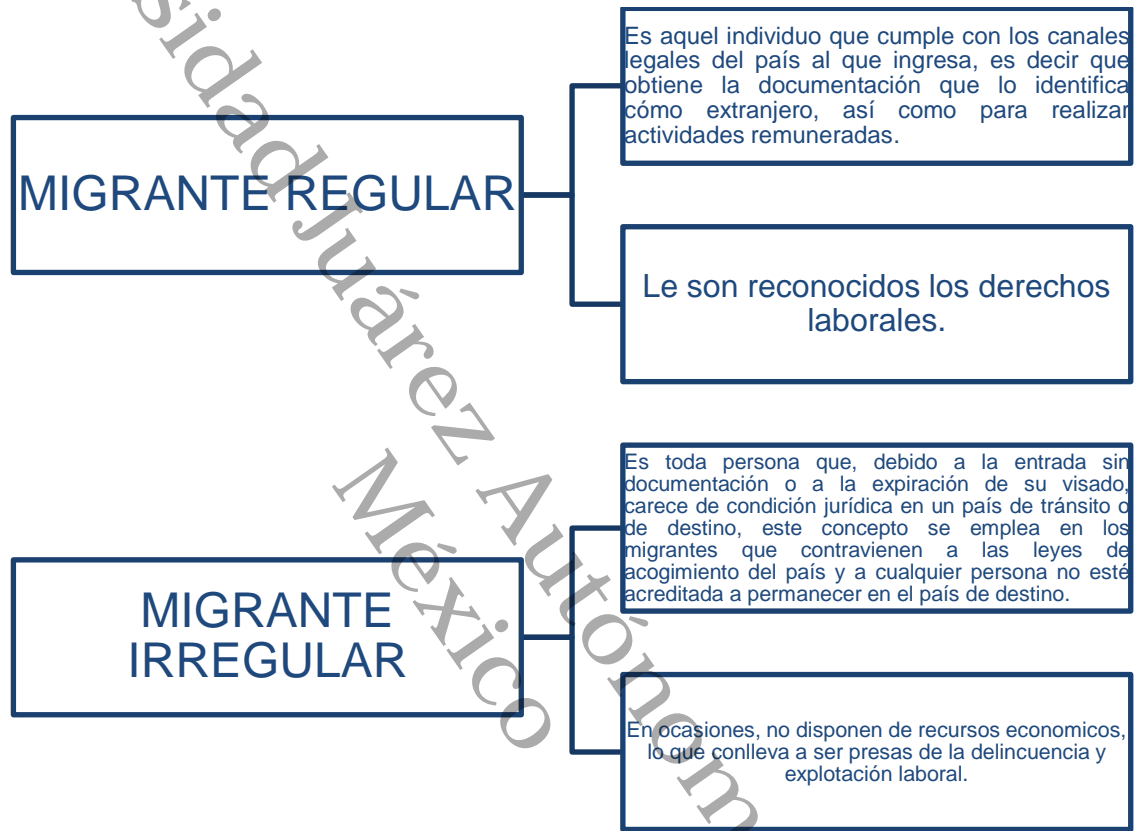 MIGRANTE REGULAR
Es aquel individuo que cumple con los canales
legales del país al que ingresa, es decir que
obtiene la documentación que lo identifica
cómo extranjero, así como para realizar
actividades remuneradas.
Le son reconocidos los derechos
laborales.
MIGRANTE
IRREGULAR
Es toda persona que, debido a la entrada sin
documentación o a la expiración de su visado,
carece de condición jurídica en un país de tránsito o
de destino, este concepto se emplea en los
migrantes que contravienen a las leyes de
acogimiento del país y a cualquier persona no esté
acreditada a permanecer en el país de destino.
En ocasiones, no disponen de recursos economicos,
lo que conlleva a ser presas de la delincuencia y
explotación laboral.
sidad Juárez Autónom
México